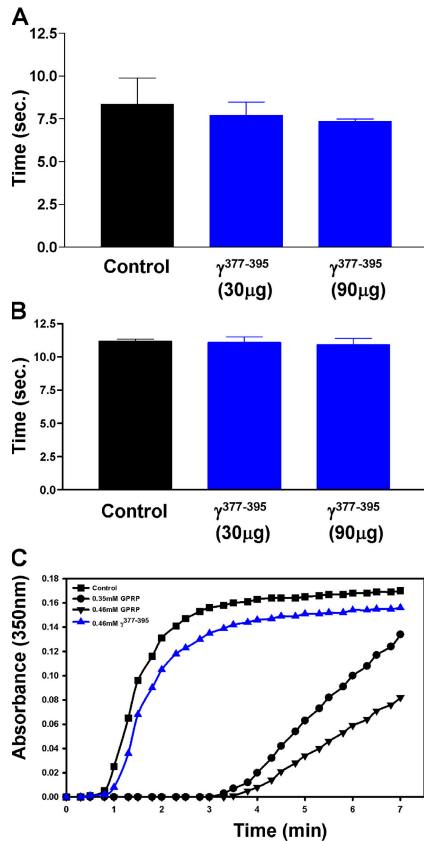 A
Time (sec.)
12.5
10.0
7.5
5.0
2.5
0.0
Control
γ377-395
(30μg)
γ377-395
(90μg)
B
Time (sec.)
12.5
10.0
7.5
5.0
2.5
0.0
Control
γ377-395
(30μg)
γ377-395
(90μg)
C
Absorbance (350nm)
0.18
0.16
0.14
0.12
0.10
0.08
0.06
0.04
0.02
0.00
Control
0.35mM GPRP
0.46mM GPRP
0.46mM γ377-395
0 1 2 3 4 5 6 7
Time (min)